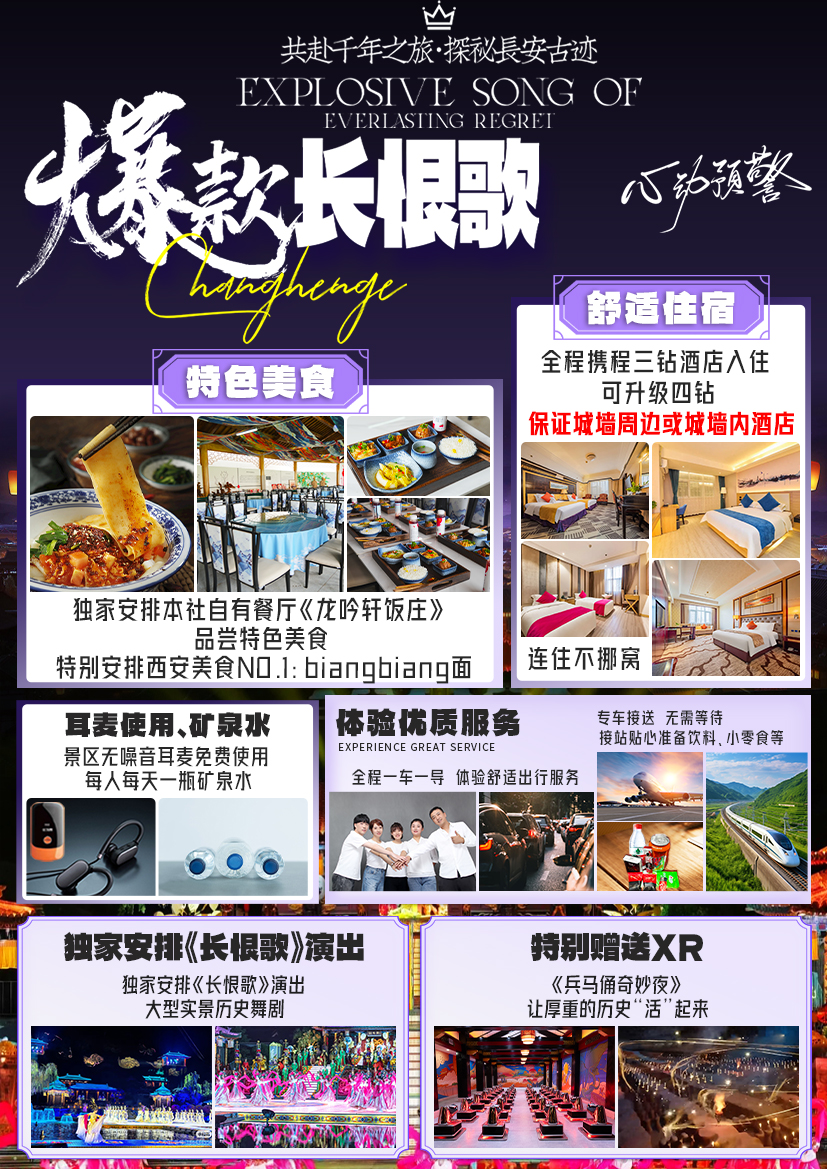 共赴千年之旅·探祕長安古迹
EXPLOSIVE SONG OF
EVERLASTING REGRET
爆款长恨歌
心动预警
Changhenge
舒适住宿
全程携程三钻酒店入住
可升级四钻
保证城墙周边或城墙内酒店
连住不挪窝
特色美食
独家安排本社自有餐厅《龙吟轩饭庄》
品尝特色美食
特别安排西安美食NO.1: biangbiang面
耳麦使用、矿泉水
景区无噪音耳麦免费使用
每人每天一瓶矿泉水
体验优质服务
EXPERIENCE GREAT SERVICE
全程一车一导 体验舒适出行服务
专车接送 无需等待
接站贴心准备饮料、小零食等
独家安排《长恨歌》演出
独家安排《长恨歌》演出
大型实景历史舞剧
特别赠送XR
《兵马俑奇妙夜》
让厚重的历史“活”起来